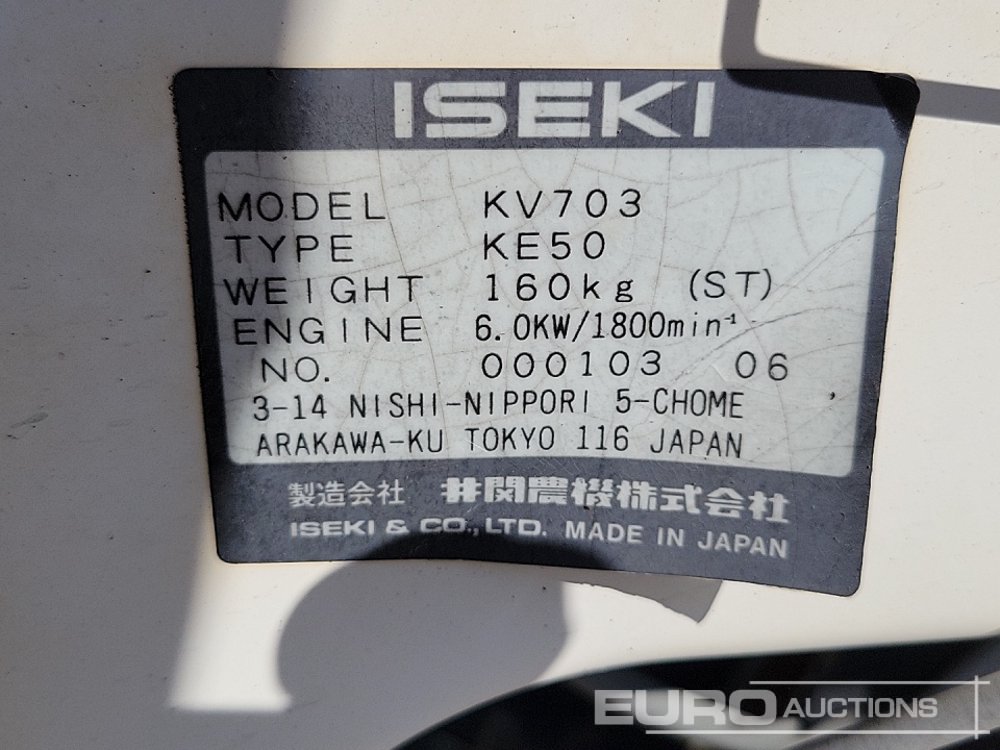 ISEKI
MODEL KV703
TYPE KE50
WEIGHT 160kg (ST)
ENGINE 6.0KW/1800min⁻¹
NO. 000103 06
3-14 NISHI-NIPPORI 5-CHOME
ARAKAWA-KU TOKYO 116 JAPAN
製造会社 井関農機株式会社
ISEKI & CO., LTD. MADE IN JAPAN
EURO AUCTIONS